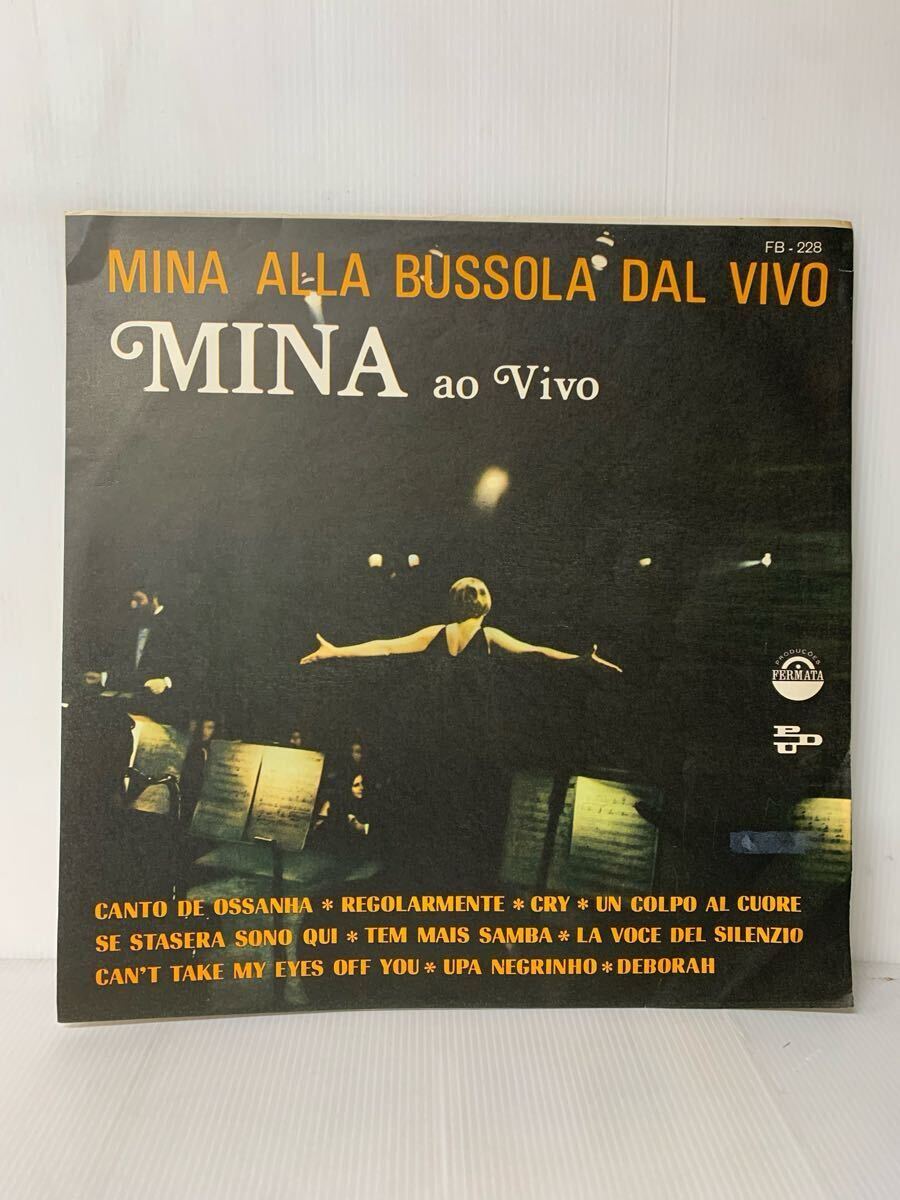 FB - 228
MINA ALLA BUSSOLA DAL VIVO
MINA ao Vivo
PRODUÇÕES
FERMATA
PDU
CANTO DE OSSANHA * REGOLARMENTE * CRY * UN COLPO AL CUORE
SE STASERA SONO QUI * TEM MAIS SAMBA * LA VOCE DEL SILENZIO
CAN'T TAKE MY EYES OFF YOU * UPA NEGRINHO * DEBORAH